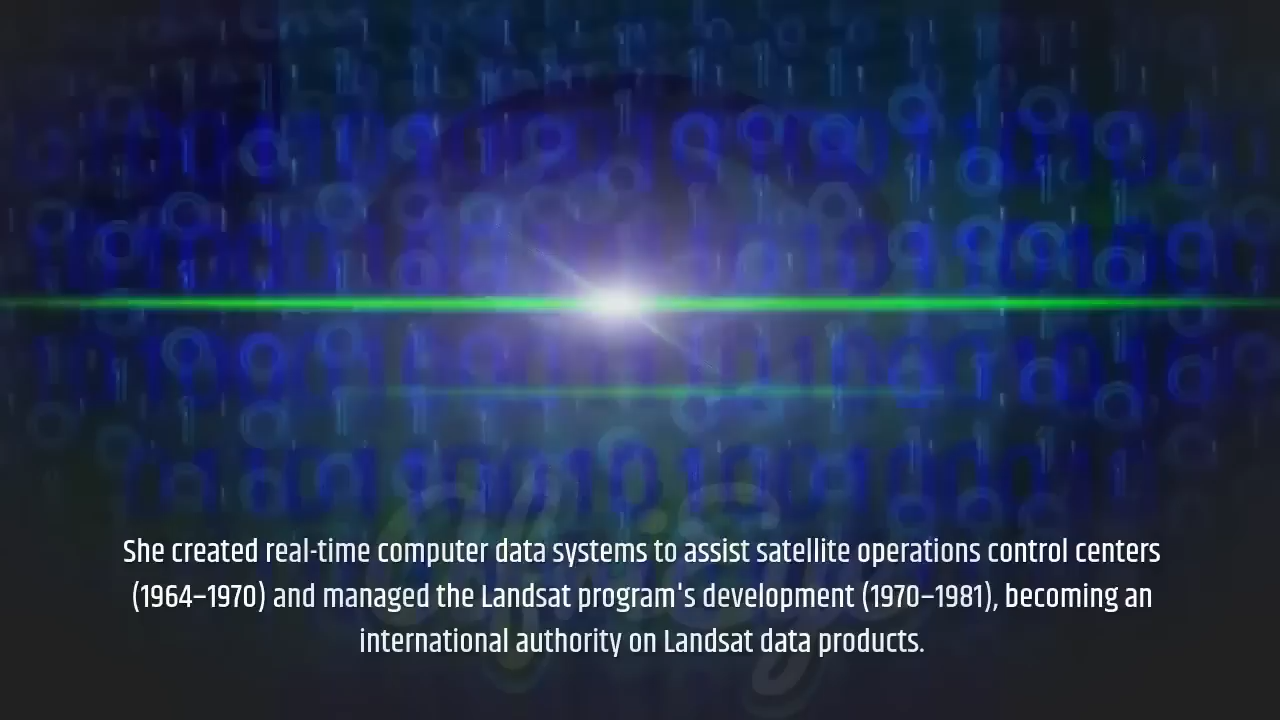 She created real-time computer data systems to assist satellite operations control centers
(1964–1970) and managed the Landsat program's development (1970–1981), becoming an
international authority on Landsat data products.